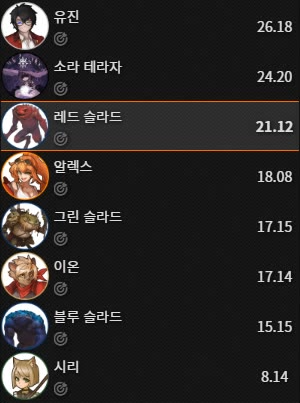 유진
26.18
소라 테라자
24.20
레드 슬라드
21.12
알렉스
18.08
그린 슬라드
17.15
이온
17.14
블루 슬라드
15.15
시리
8.14